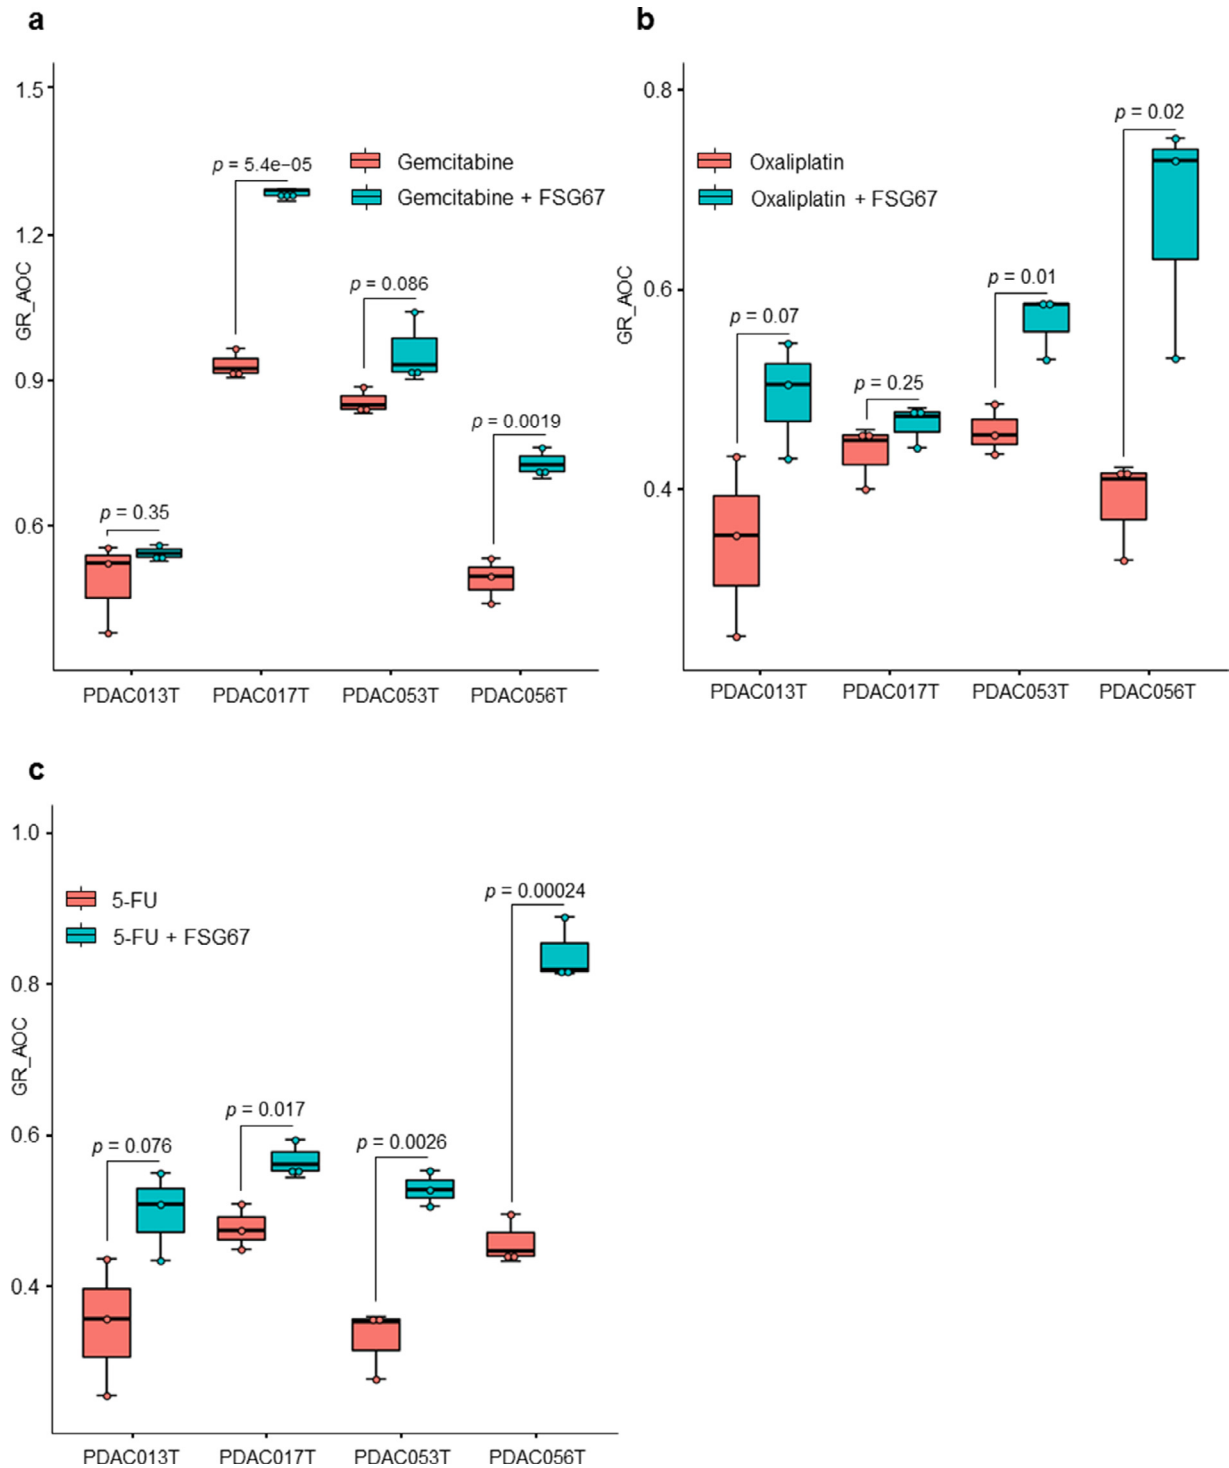 a
1.5
1.2
0.9
0.6
GR_AOC
p = 5.4e−05
Gemcitabine
Gemcitabine + FSG67
p = 0.086
p = 0.0019
p = 0.35
PDAC013T PDAC017T PDAC053T PDAC056T
b
0.8
0.6
0.4
GR_AOC
p = 0.02
Oxaliplatin
Oxaliplatin + FSG67
p = 0.01
p = 0.07
p = 0.25
PDAC013T PDAC017T PDAC053T PDAC056T
c
1.0
0.8
0.6
0.4
GR_AOC
5-FU
5-FU + FSG67
p = 0.00024
p = 0.017
p = 0.076
p = 0.0026
PDAC013T PDAC017T PDAC053T PDAC056T